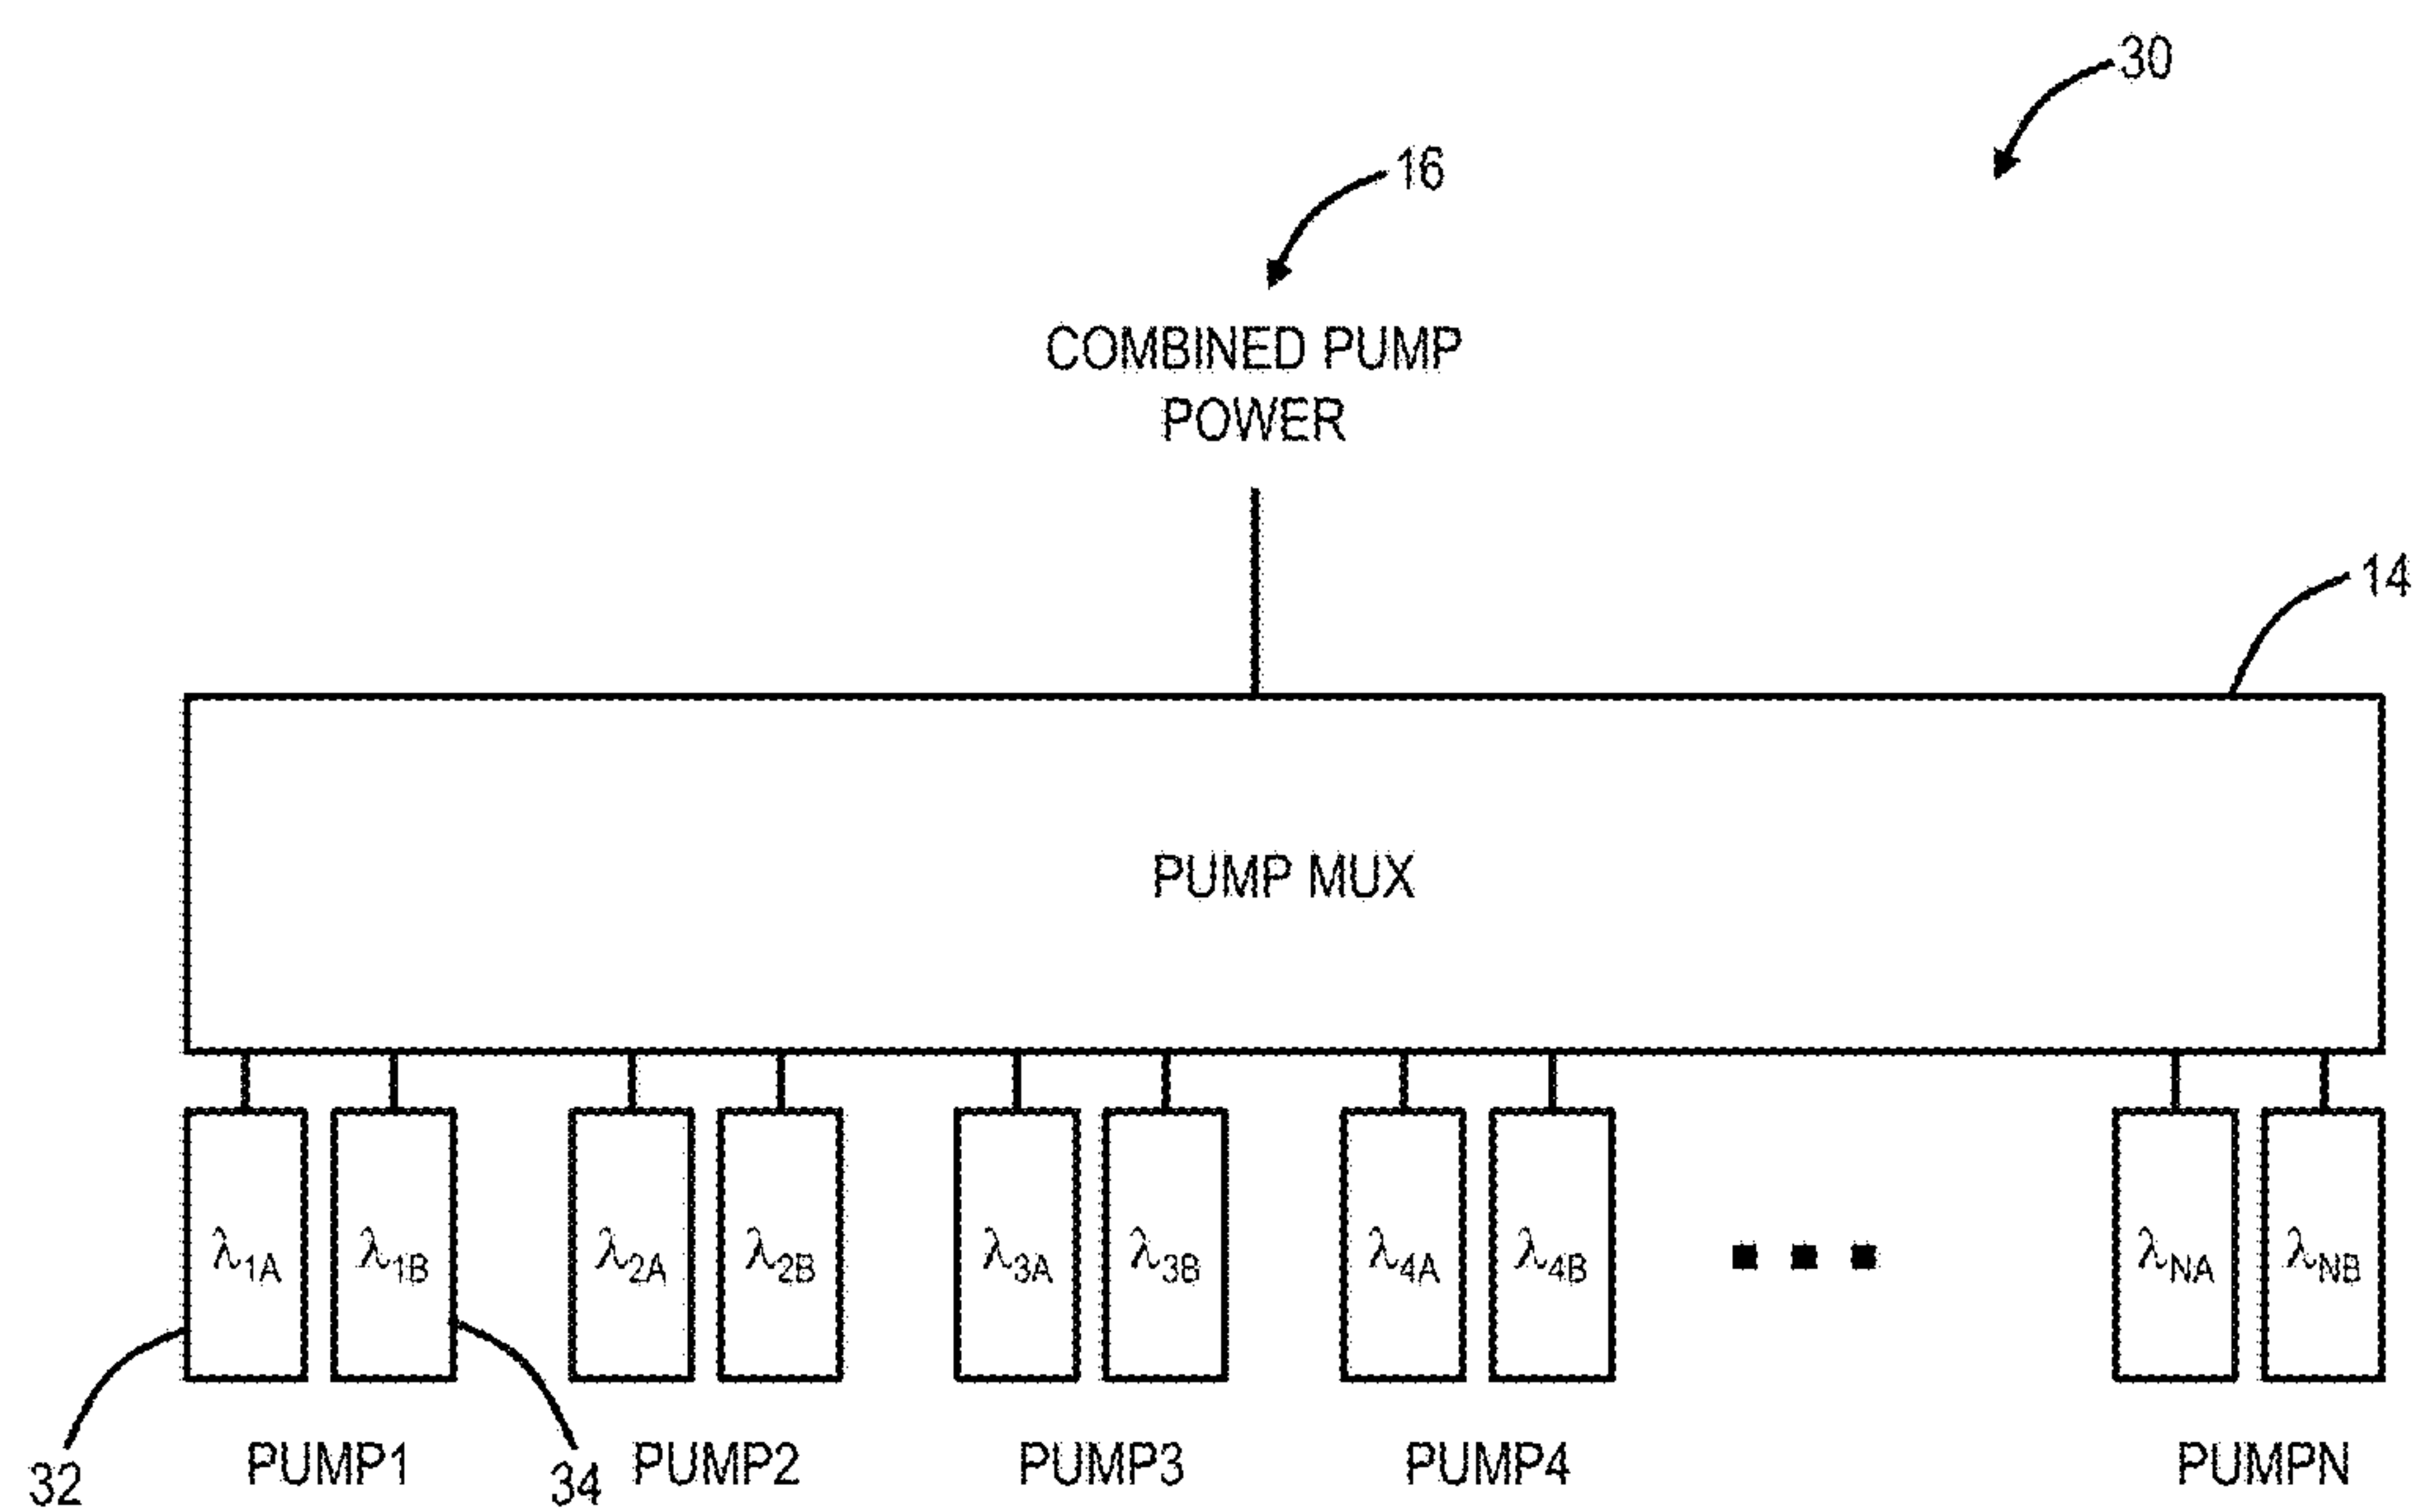 30
16
COMBINED PUMP
POWER
14
PUMP MUX
λ1A λ1B λ2A λ2B λ3A λ3B λ4A λ4B λNA λNB
32 PUMP1 34 PUMP2 PUMP3 PUMP4 PUMPN